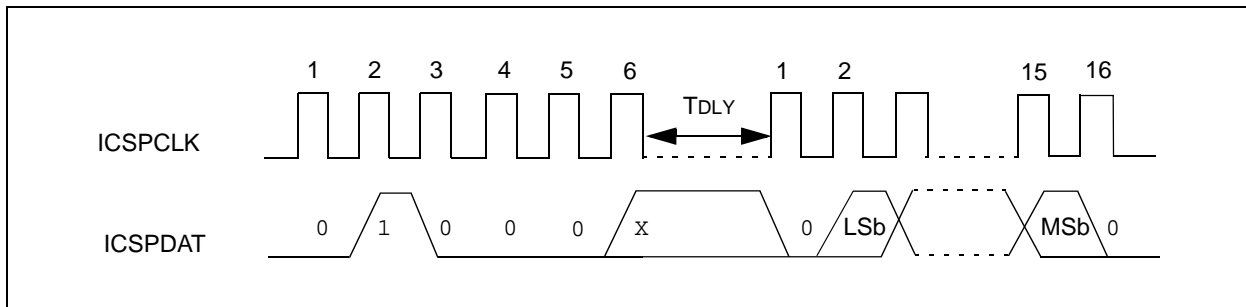 1 2 3 4 5 6 1 2 15 16
TDLY
ICSPCLK
ICSPDAT
0 1 0 0 0 X 0 LSb MSb 0